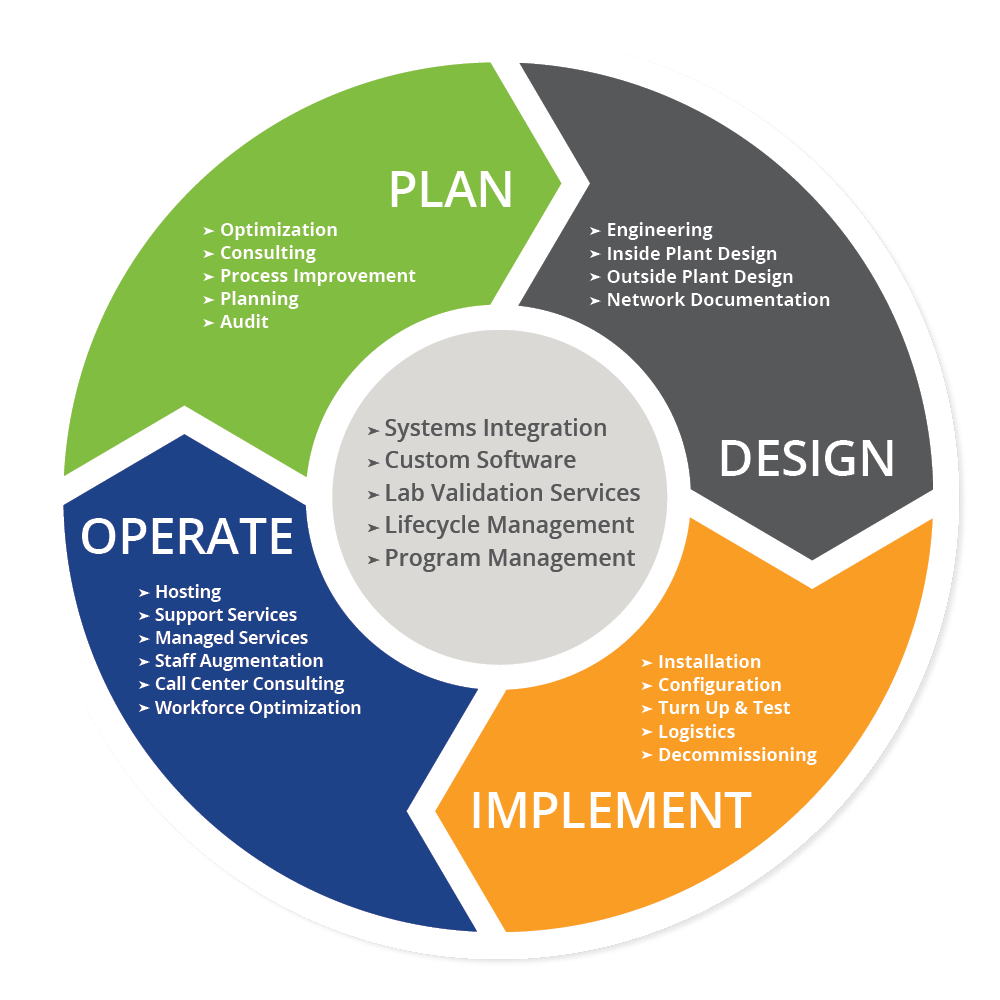 PLAN
➤ Optimization
➤ Consulting
➤ Process Improvement
➤ Planning
➤ Audit
DESIGN
➤ Engineering
➤ Inside Plant Design
➤ Outside Plant Design
➤ Network Documentation
➤ Systems Integration
➤ Custom Software
➤ Lab Validation Services
➤ Lifecycle Management
➤ Program Management
OPERATE
➤ Hosting
➤ Support Services
➤ Managed Services
➤ Staff Augmentation
➤ Call Center Consulting
➤ Workforce Optimization
➤ Installation
➤ Configuration
➤ Turn Up & Test
➤ Logistics
➤ Decommissioning
IMPLEMENT